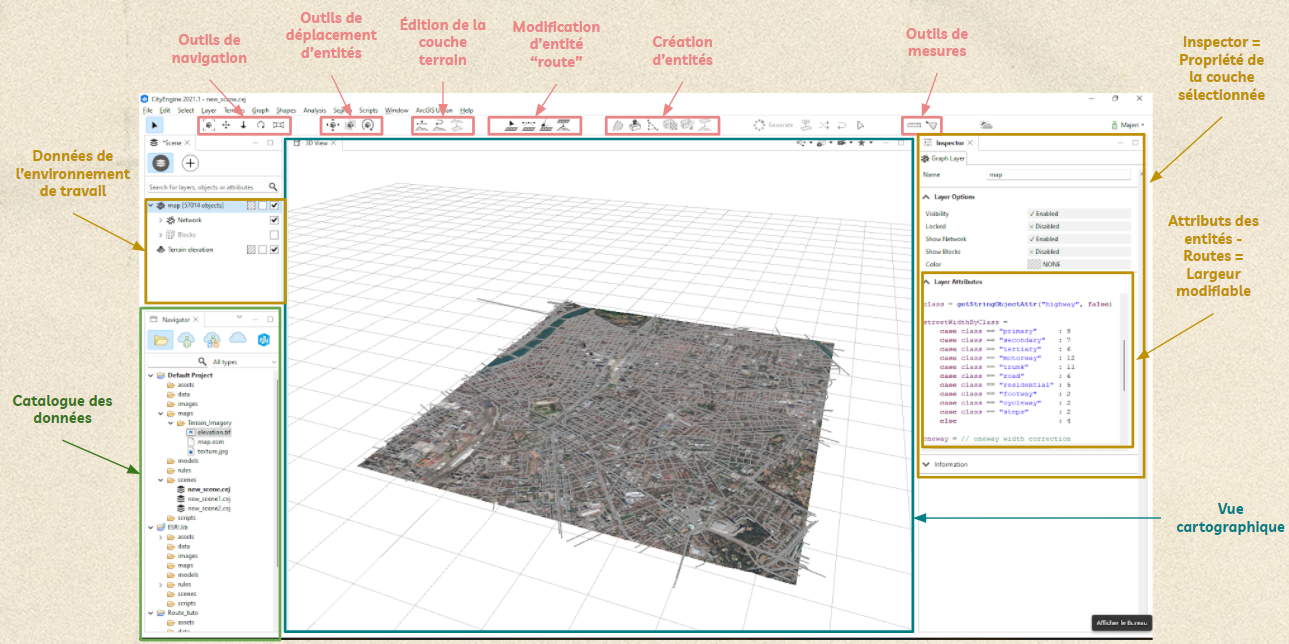 Outils de
navigation
Outils de
déplacement
d'entités
Édition de la
couche
terrain
Modification
d'entité
“route”
Création
d'entités
Outils de
mesures
Inspector =
Propriété de
la couche
sélectionnée
Données de
l'environnement
de travail
Attributs des
entités -
Routes =
Largeur
modifiable
Catalogue des
données
Vue
cartographique
CityEngine 2021.1 - new_scene.cej
File Edit Select Layer Graph Shapes Analysis Scripts Window Help
Generate
Majeri
*Scene
Search for layers, objects or attributes
map [57014 objects]
Network
Blocks
Terrain elevation
Navigator
All types
Default Project
assets
data
images
maps
Terrain_Imagery
elevation.tif
map.osm
texture.jpg
models
rules
scenes
new_scene.cej
new_scene1.cej
new_scene2.cej
scripts
ESRI.lib
assets
data
images
maps
models
rules
scenes
scripts
Route_tuto
assets
data
3D View
Inspector
Graph Layer
Name map
Layer Options
Visibility ✓ Enabled
Locked × Disabled
Show Network ✓ Enabled
Show Blocks × Disabled
Color NONE
Layer Attributes
class = getStringObjectAttr("highway", false)
streetWidthByClass =
case class == "primary" : 8
case class == "secondary" : 7
case class == "tertiary" : 6
case class == "motorway" : 12
case class == "trunk" : 11
case class == "road" : 6
case class == "residential" : 5
case class == "footway" : 2
case class == "cycleway" : 2
case class == "steps" : 2
else : 4
oneway = // oneway width correction
Information
Afficher le Bureau